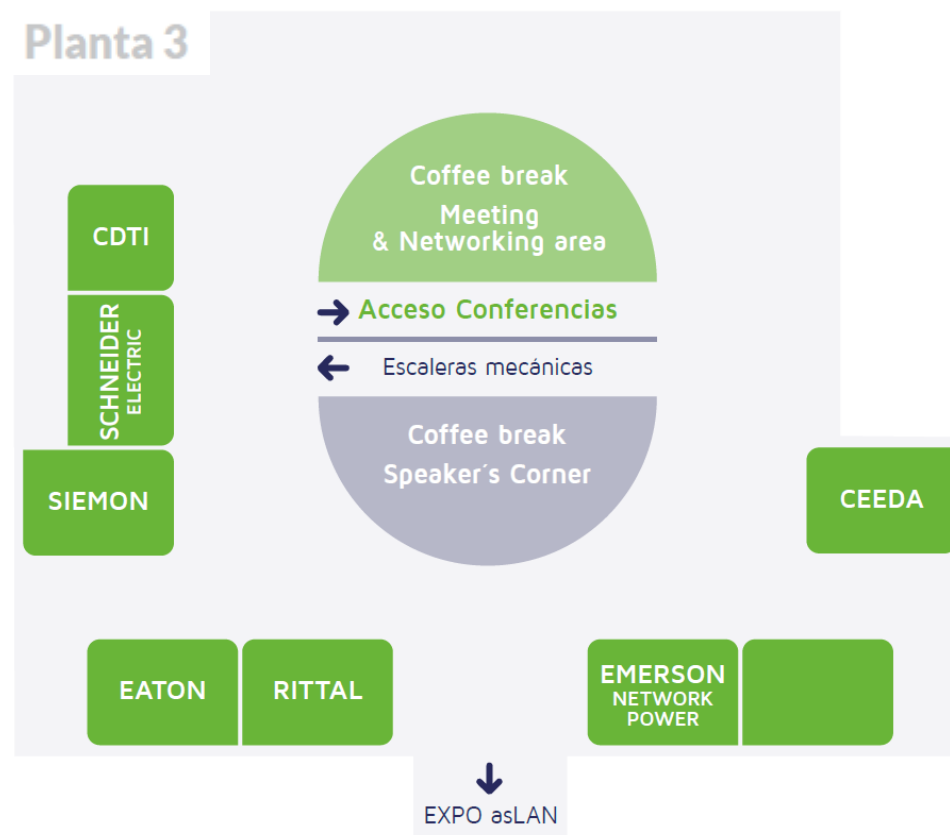 Planta 3
Coffee break
Meeting
& Networking area
CDTI
SCHNEIDER
ELECTRIC
Acceso Conferencias
Escaleras mecánicas
Coffee break
Speaker´s Corner
SIEMON
CEEDA
EATON
RITTAL
EMERSON
NETWORK
POWER
EXPO asLAN